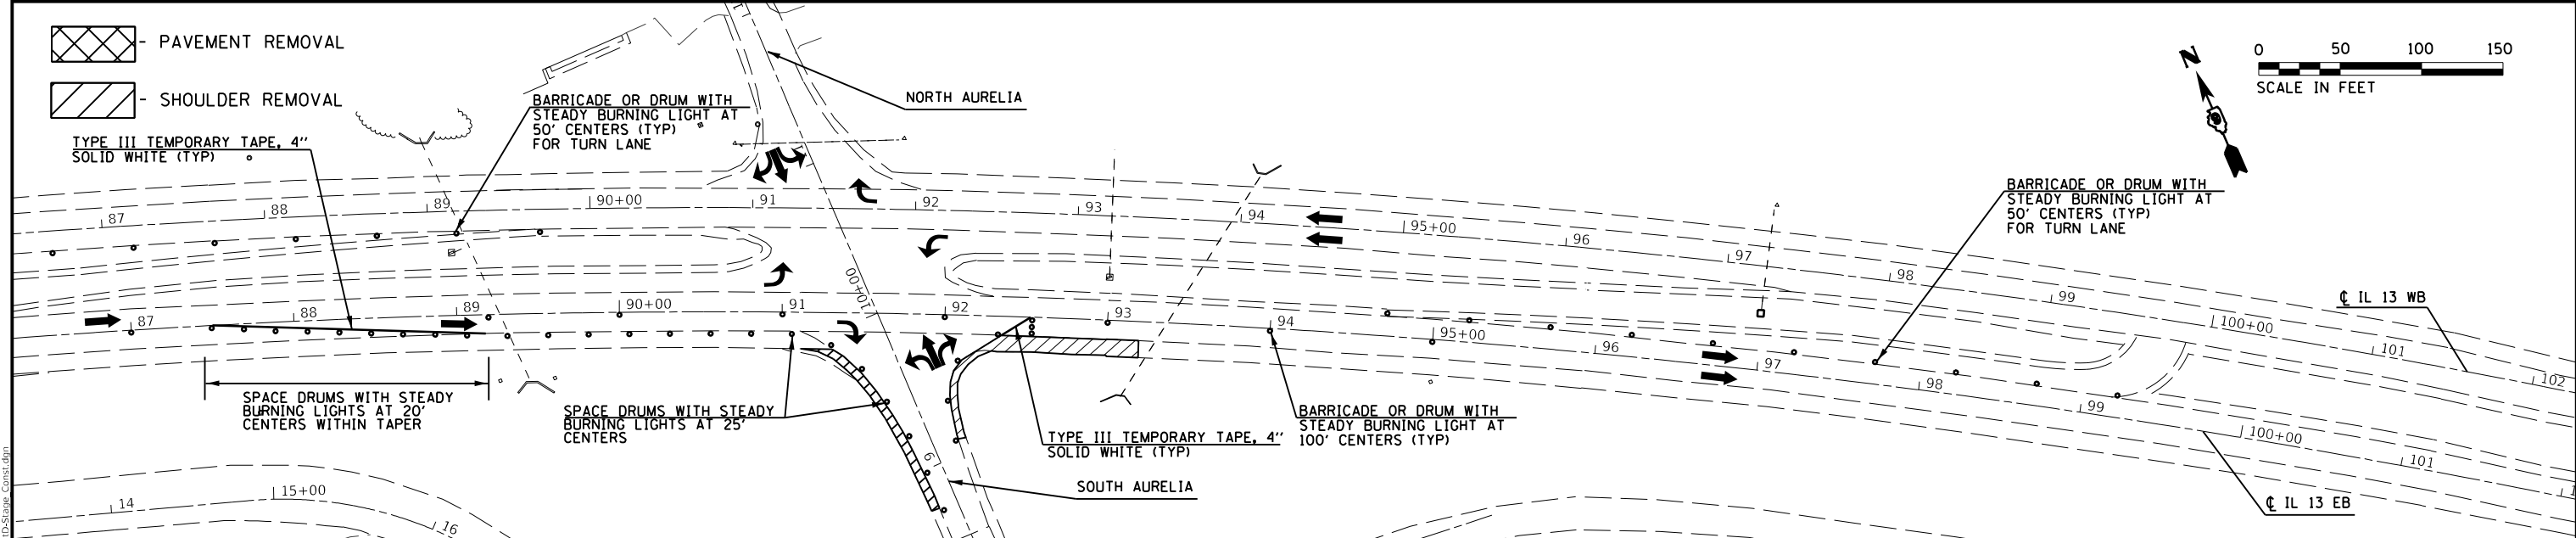 PAVEMENT REMOVAL
SHOULDER REMOVAL
TYPE III TEMPORARY TAPE, 4"
SOLID WHITE (TYP)
BARRICADE OR DRUM WITH
STEADY BURNING LIGHT AT
50' CENTERS (TYP)
FOR TURN LANE
NORTH AURELIA
N
0 50 100 150
SCALE IN FEET
BARRICADE OR DRUM WITH
STEADY BURNING LIGHT AT
50' CENTERS (TYP)
FOR TURN LANE
87 88 89 90+00 91 92 93 94 95+00 96 97 98 99 100+00 101 102
℄ IL 13 WB
10+00
87 88 89 90+00 91 92 93 94 95+00 96 97 98 99 100+00 101
℄ IL 13 EB
SPACE DRUMS WITH STEADY
BURNING LIGHTS AT 20'
CENTERS WITHIN TAPER
SPACE DRUMS WITH STEADY
BURNING LIGHTS AT 25'
CENTERS
9
TYPE III TEMPORARY TAPE, 4"
SOLID WHITE (TYP)
BARRICADE OR DRUM WITH
STEADY BURNING LIGHT AT
100' CENTERS (TYP)
SOUTH AURELIA
14 15+00 16